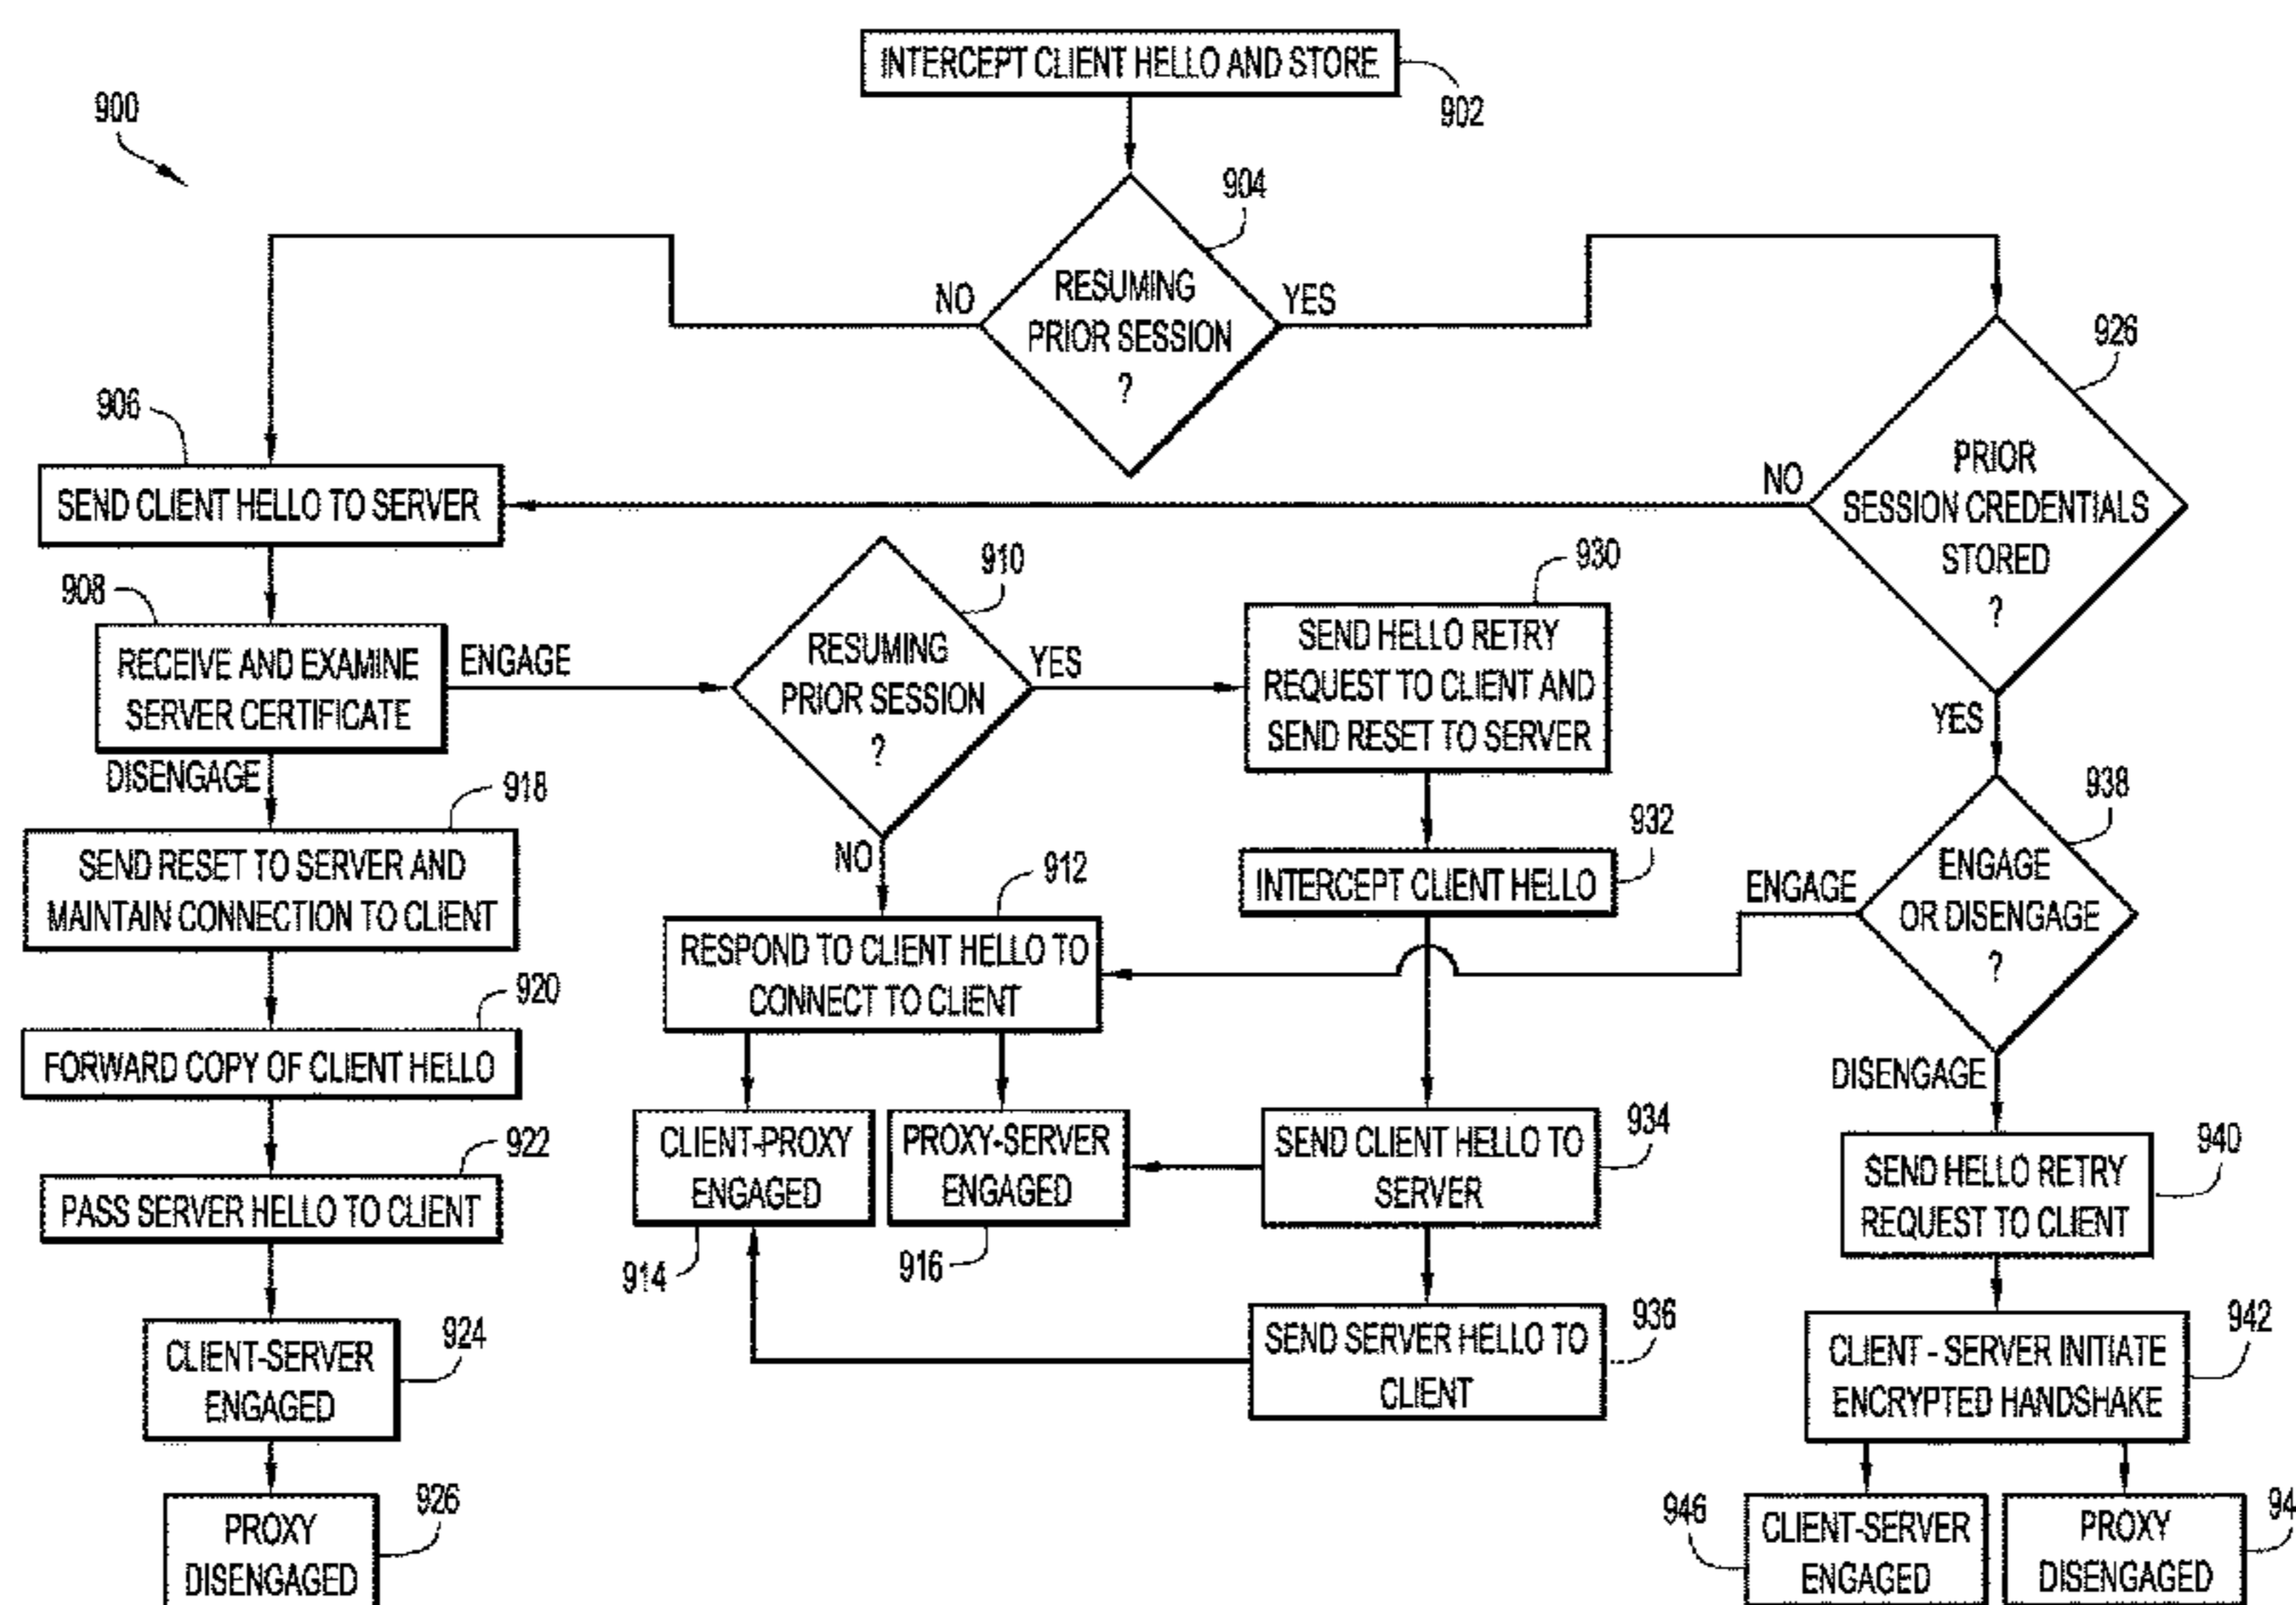 INTERCEPT CLIENT HELLO AND STORE
902
900
904
RESUMING
PRIOR SESSION
?
NO
YES
926
PRIOR
SESSION CREDENTIALS
STORED
?
NO
YES
906
SEND CLIENT HELLO TO SERVER
908
RECEIVE AND EXAMINE
SERVER CERTIFICATE
ENGAGE
DISENGAGE
910
RESUMING
PRIOR SESSION
?
YES
NO
930
SEND HELLO RETRY
REQUEST TO CLIENT AND
SEND RESET TO SERVER
932
INTERCEPT CLIENT HELLO
938
ENGAGE
OR DISENGAGE
?
ENGAGE
DISENGAGE
918
SEND RESET TO SERVER AND
MAINTAIN CONNECTION TO CLIENT
912
RESPOND TO CLIENT HELLO TO
CONNECT TO CLIENT
920
FORWARD COPY OF CLIENT HELLO
922
PASS SERVER HELLO TO CLIENT
CLIENT-PROXY
ENGAGED
914
PROXY-SERVER
ENGAGED
916
934
SEND CLIENT HELLO TO
SERVER
936
SEND SERVER HELLO TO
CLIENT
940
SEND HELLO RETRY
REQUEST TO CLIENT
942
CLIENT - SERVER INITIATE
ENCRYPTED HANDSHAKE
924
CLIENT-SERVER
ENGAGED
926
PROXY
DISENGAGED
946
CLIENT-SERVER
ENGAGED
PROXY
DISENGAGED